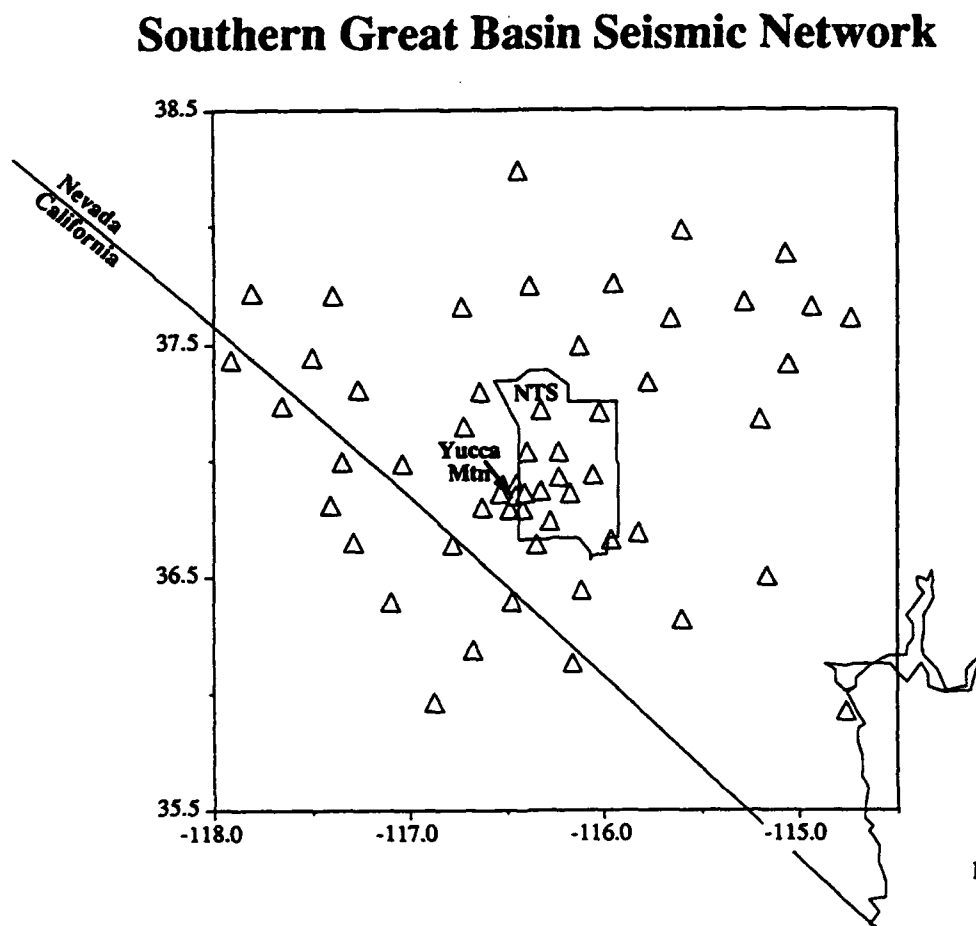 Southern Great Basin Seismic Network
38.5
Nevada
California
37.5
NTS
Yucca
Mtn
36.5
35.5
-118.0
-117.0
-116.0
-115.0